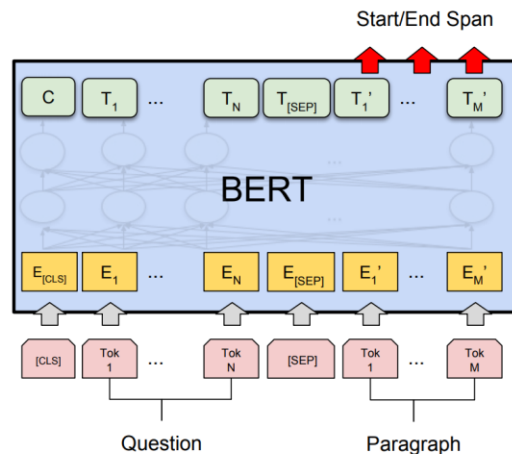 Start/End Span
C T1 ... TN T[SEP] T1' ... TM'
...
BERT
...
E[CLS] E1 ... EN E[SEP] E1' ... EM'
[CLS] Tok 1 ... Tok N [SEP] Tok 1 ... Tok M
Question Paragraph